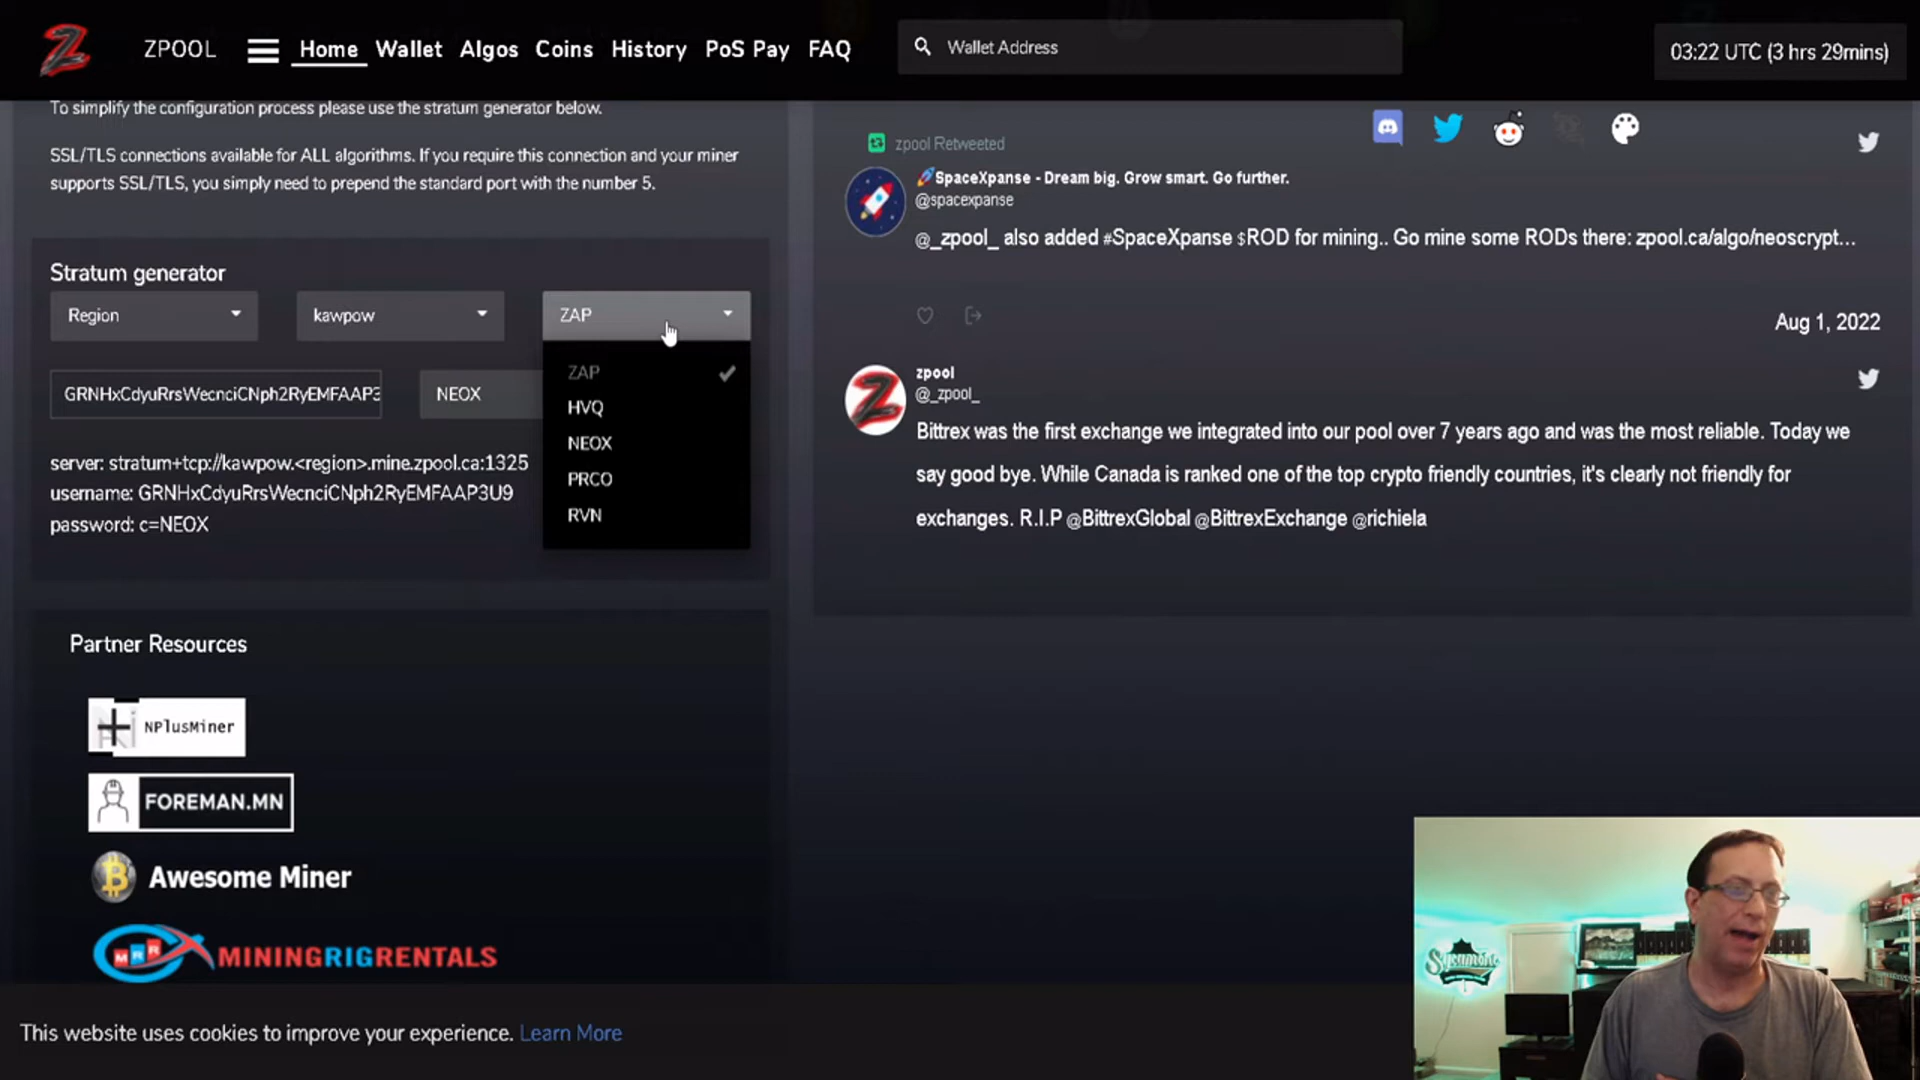 ZPOOL
Home Wallet Algos Coins History PoS Pay FAQ
Wallet Address
03:22 UTC (3 hrs 29mins)
To simplify the configuration process please use the stratum generator below.
SSL/TLS connections available for ALL algorithms. If you require this connection and your miner
supports SSL/TLS, you simply need to prepend the standard port with the number 5.
Stratum generator
Region
kawpow
ZAP
ZAP
HVQ
NEOX
PRCO
RVN
GRNHxCdyuRrsWecnciCNph2RyEMFAAP3
NEOX
server: stratum+tcp://kawpow.<region>.mine.zpool.ca:1325
username: GRNHxCdyuRrsWecnciCNph2RyEMFAAP3U9
password: c=NEOX
Partner Resources
NPlusMiner
FOREMAN.MN
Awesome Miner
MRR MININGRIGRENTALS
zpool Retweeted
🚀SpaceXpanse - Dream big. Grow smart. Go further.
@spacexpanse
@_zpool_ also added #SpaceXpanse $ROD for mining.. Go mine some RODs there: zpool.ca/algo/neoscrypt...
Aug 1, 2022
zpool
@_zpool_
Bittrex was the first exchange we integrated into our pool over 7 years ago and was the most reliable. Today we
say good bye. While Canada is ranked one of the top crypto friendly countries, it's clearly not friendly for
exchanges. R.I.P @BittrexGlobal @BittrexExchange @richiela
This website uses cookies to improve your experience. Learn More